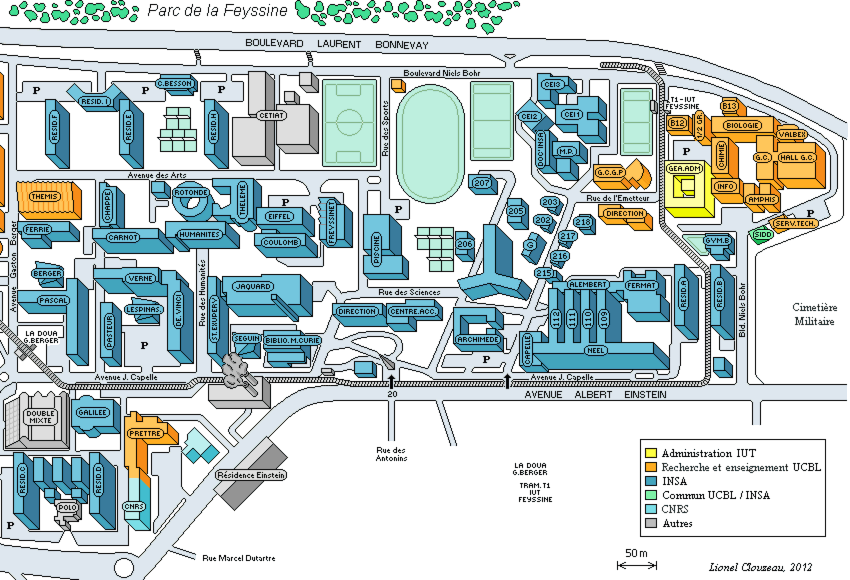 Parc de la Feyssine
BOULEVARD LAURENT BONNEVAY
Boulevard Niels Bohr
P
RESID. I
P
C.BESSON
RESID.F
RESID.E
RESID.H
CETIAT
Rue des Sports
CEI3
CEI2
CEI1
DOC'INSA
M.P.
T1-IUT
FEYSSINE
B12
1/2 GR.
B13
BIOLOGIE
VALBEX
P
CHIMIE
G.C.
HALL G.C.
GEA.ADM
INFO
AMPHIS
P
SERV.TECH.
SIDD
Avenue des Arts
THEMIS
CHAPPE
ROTONDE
THELEME
P
EIFFEL
FREYSSINET
COULOMB
FERRIE
CARNOT
HUMANITES
PISCINE
P
207
205
206
203
202
G
218
217
216
215
G.C.G.P
Rue de l'Emetteur
DIRECTION
GYM.B
Avenue Gaston Berger
BERGER
PASCAL
VERNE
LESPINAS.
PASTEUR
DE.VINCI
P
Rue des Humanités
JAQUARD
ST.EXUPERY
SEGUIN
BIBLIO.M.CURIE
Rue des Sciences
DIRECTION
CENTRE.ACC.
ARCHIMEDE
P
CAPELLE
ALEMBERT
FERMAT
112
111
110
109
NEEL
RESID.A
RESID.B
Bld. Niels Bohr
Cimetière
Militaire
LA DOUA
G.BERGER
Avenue J. Capelle
Avenue J. Capelle
20
AVENUE ALBERT EINSTEIN
DOUBLE
MIXTE
GALILEE
PRETTRE
RESID.C
RESID.D
POLO
CNRS
P
Résidence Einstein
Rue des
Antonins
LA DOUA
G.BERGER
TRAM.T1
IUT
FEYSSINE
Rue Marcel Dutartre
Administration IUT
Recherche et enseignement UCBL
INSA
Commun UCBL / INSA
CNRS
Autres
50 m
Lionel Clouzeau, 2012